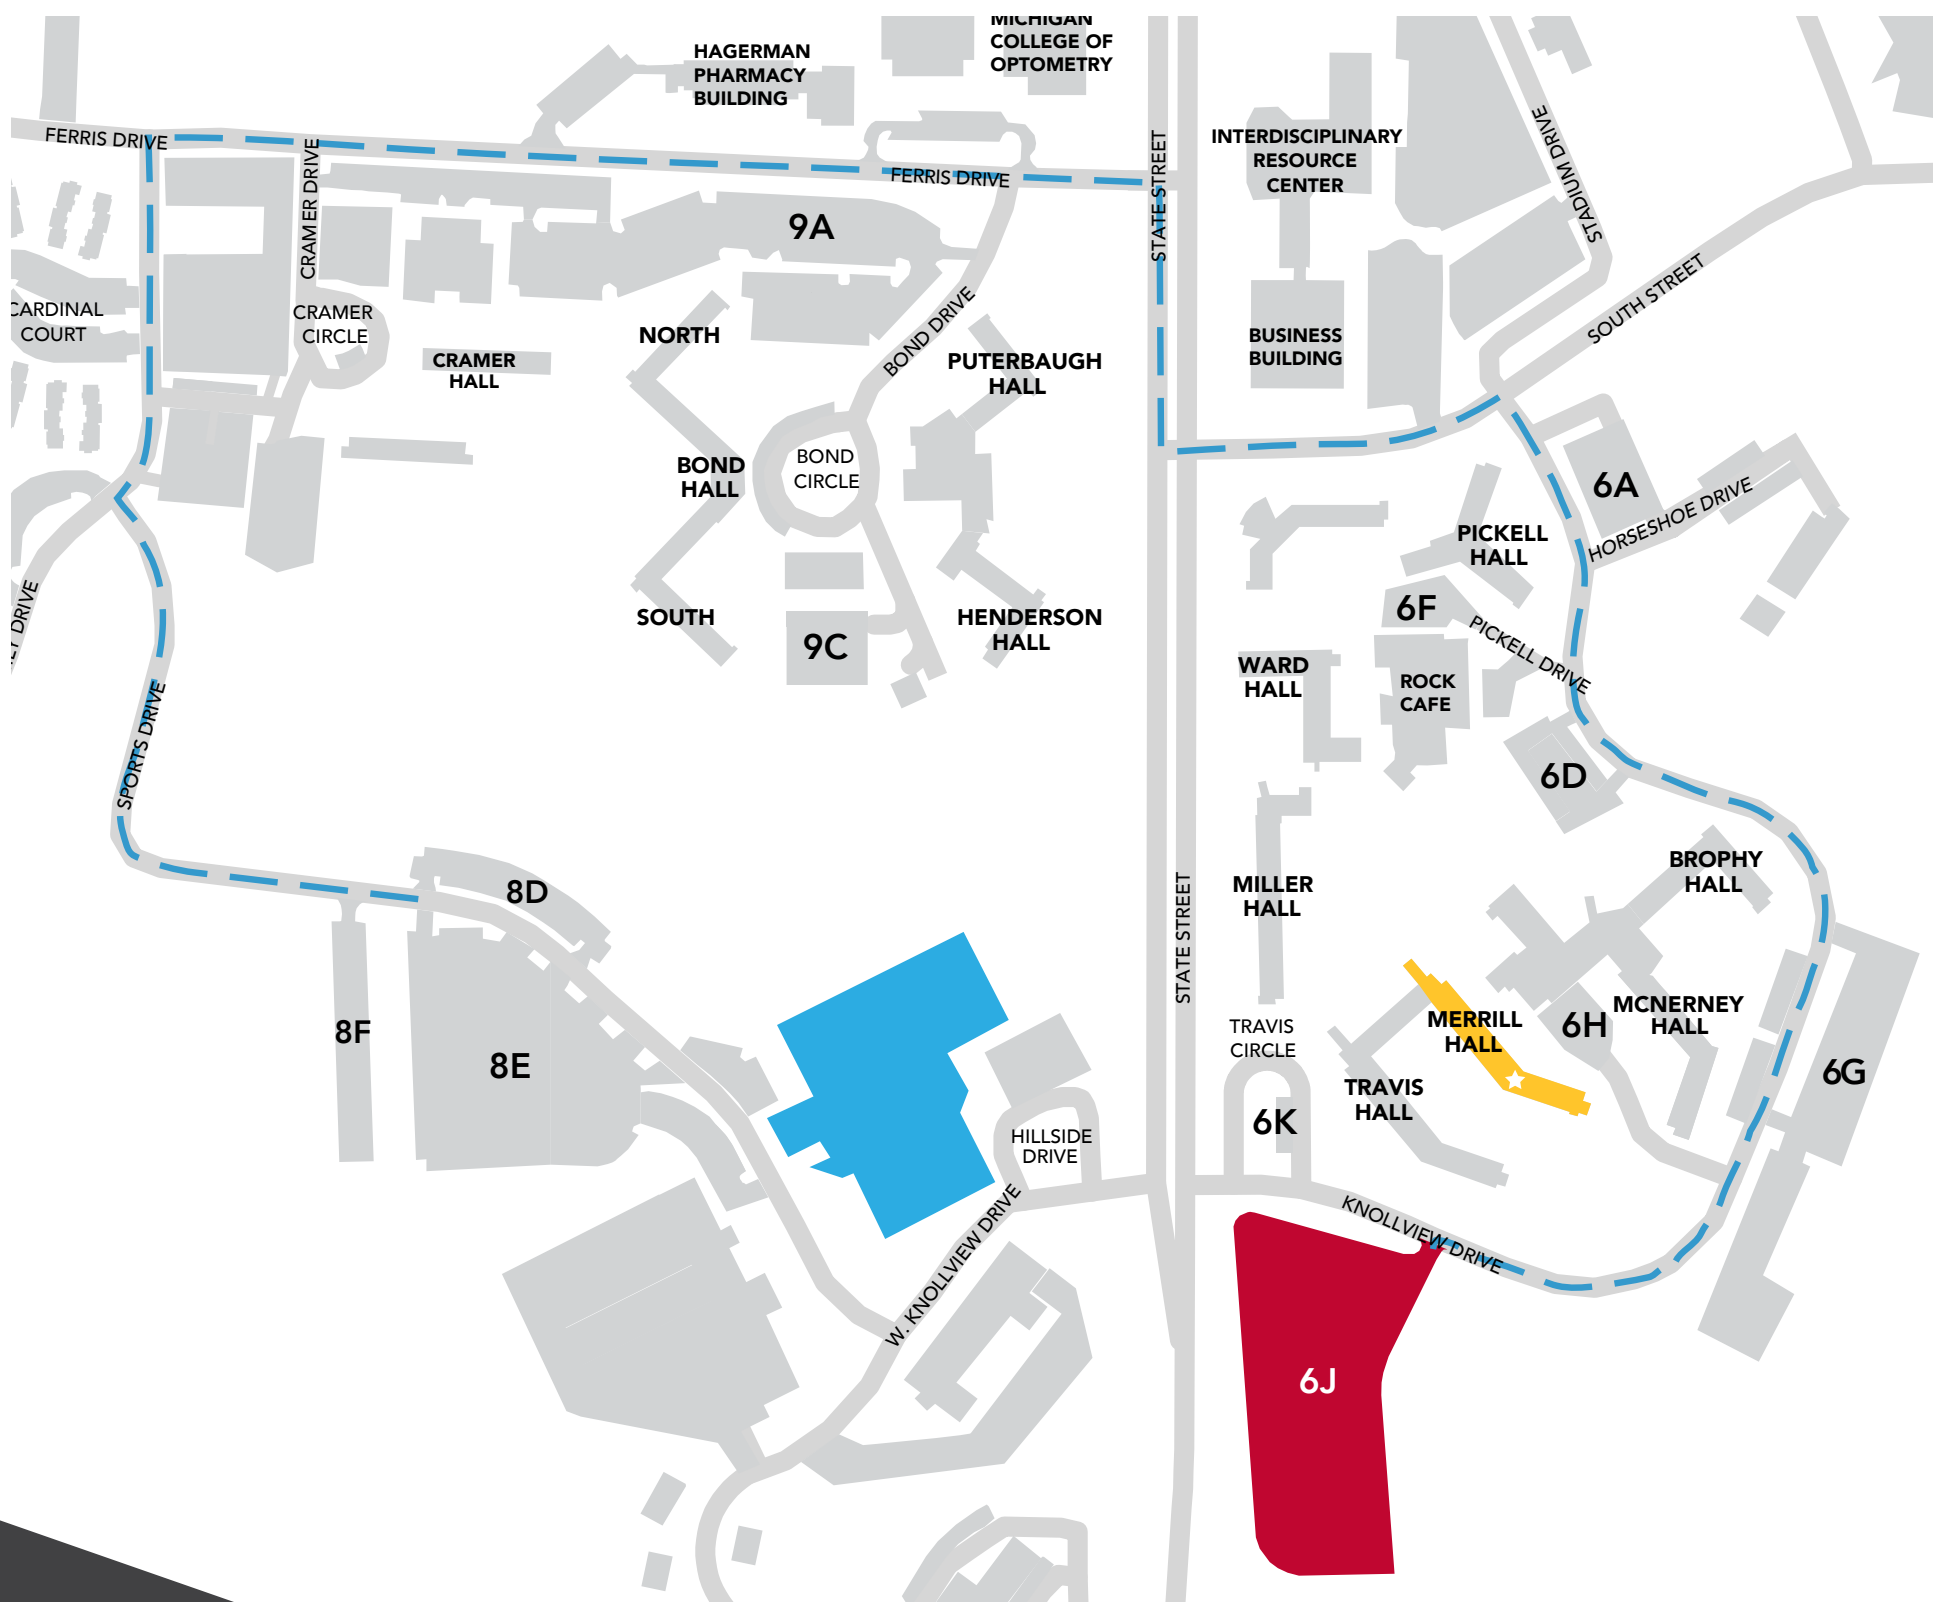 MICHIGAN
COLLEGE OF
OPTOMETRY
HAGERMAN
PHARMACY
BUILDING
FERRIS DRIVE
CRAMER DRIVE
FERRIS DRIVE
STATE STREET
INTERDISCIPLINARY
RESOURCE
CENTER
STADIUM DRIVE
9A
SOUTH STREET
CARDINAL
COURT
CRAMER
CIRCLE
CRAMER
HALL
NORTH
BOND DRIVE
PUTERBAUGH
HALL
BUSINESS
BUILDING
BOND
HALL
BOND
CIRCLE
6A
HORSESHOE DRIVE
PICKELL
HALL
6F
PICKELL DRIVE
DRIVE
SOUTH
9C
HENDERSON
HALL
WARD
HALL
ROCK
CAFE
SPORTS DRIVE
6D
8D
MILLER
HALL
BROPHY
HALL
STATE STREET
8F
8E
TRAVIS
CIRCLE
MERRILL
HALL
6H
MCNERNEY
HALL
6G
TRAVIS
HALL
6K
HILLSIDE
DRIVE
W. KNOLLVIEW DRIVE
KNOLLVIEW DRIVE
6J